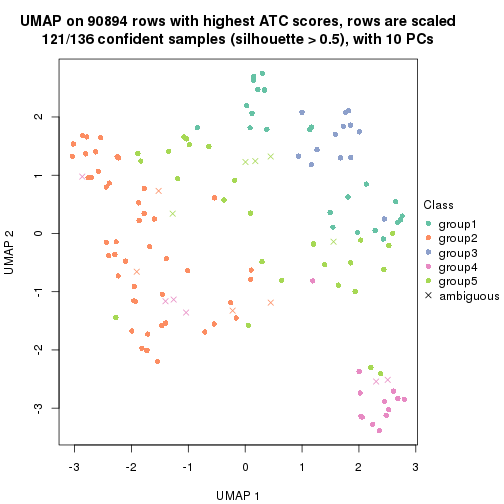 UMAP on 90894 rows with highest ATC scores, rows are scaled
121/136 confident samples (silhouette > 0.5), with 10 PCs
2
1
0
-1
-2
-3
UMAP 2
-3
-2
-1
0
1
2
3
UMAP 1
Class
group1
group2
group3
group4
group5
ambiguous